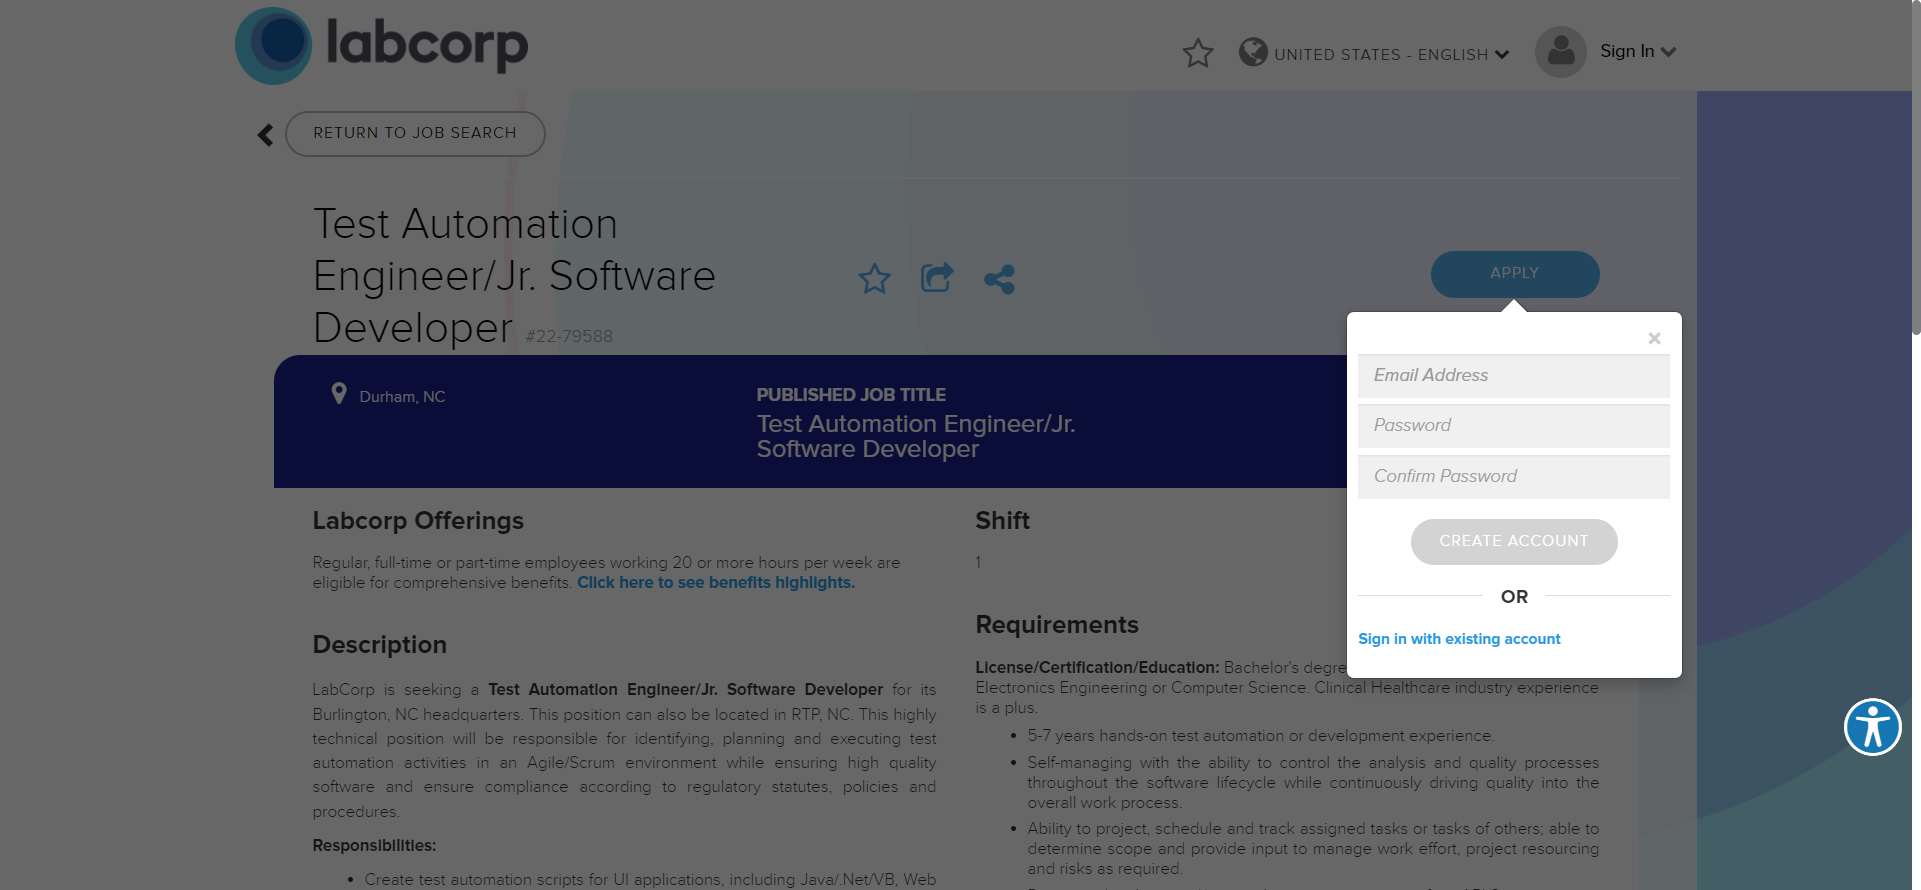 labcorp
UNITED STATES - ENGLISH
Sign In
RETURN TO JOB SEARCH
Test Automation
Engineer/Jr. Software
Developer #22-79588
APPLY
Durham, NC
PUBLISHED JOB TITLE
Test Automation Engineer/Jr.
Software Developer
×
Email Address
Password
Confirm Password
CREATE ACCOUNT
OR
Sign in with existing account
Labcorp Offerings
Regular, full-time or part-time employees working 20 or more hours per week are
eligible for comprehensive benefits. Click here to see benefits highlights.
Description
LabCorp is seeking a Test Automation Engineer/Jr. Software Developer for its
Burlington, NC headquarters. This position can also be located in RTP, NC. This highly
technical position will be responsible for identifying, planning and executing test
automation activities in an Agile/Scrum environment while ensuring high quality
software and ensure compliance according to regulatory statutes, policies and
procedures.
Responsibilities:
• Create test automation scripts for UI applications, including Java/.Net/VB, Web
Shift
1
Requirements
License/Certification/Education: Bachelor's degre
Electronics Engineering or Computer Science. Clinical Healthcare industry experience
is a plus.
• 5-7 years hands-on test automation or development experience.
• Self-managing with the ability to control the analysis and quality processes
throughout the software lifecycle while continuously driving quality into the
overall work process.
• Ability to project, schedule and track assigned tasks or tasks of others; able to
determine scope and provide input to manage work effort, project resourcing
and risks as required.